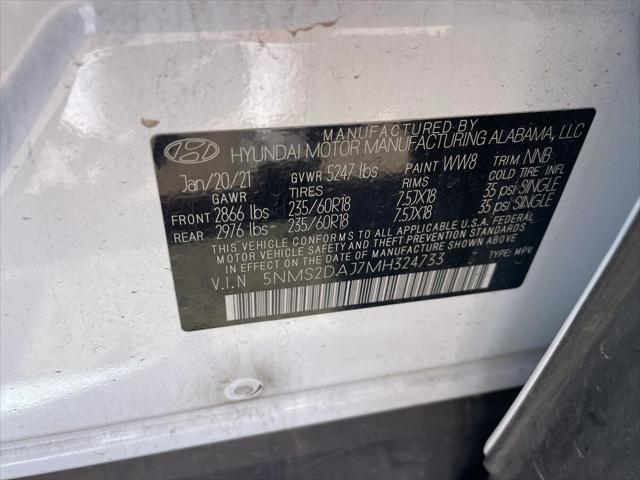 MANUFACTURED BY
HYUNDAI MOTOR MANUFACTURING ALABAMA, LLC
Jan/20/21 GVWR 5247 lbs PAINT WW8 TRIM NNB
GAWR TIRES RIMS COLD TIRE INFL
FRONT 2866 lbs 235/60R18 7.5JX18 35 psi SINGLE
REAR 2976 lbs 235/60R18 7.5JX18 35 psi SINGLE
THIS VEHICLE CONFORMS TO ALL APPLICABLE U.S.A. FEDERAL
MOTOR VEHICLE SAFETY AND THEFT PREVENTION STANDARDS IN
EFFECT ON THE DATE OF MANUFACTURE SHOWN ABOVE.
V.I.N 5NMS2DAJ7MH324733 TYPE: MPV